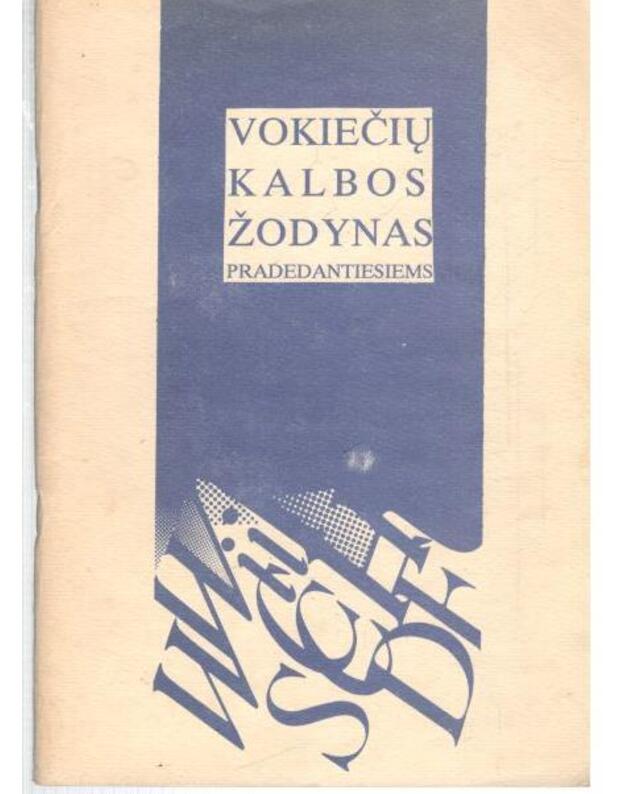 VOKIEČIŲ
KALBOS
ŽODYNAS
PRADEDANTIESIEMS